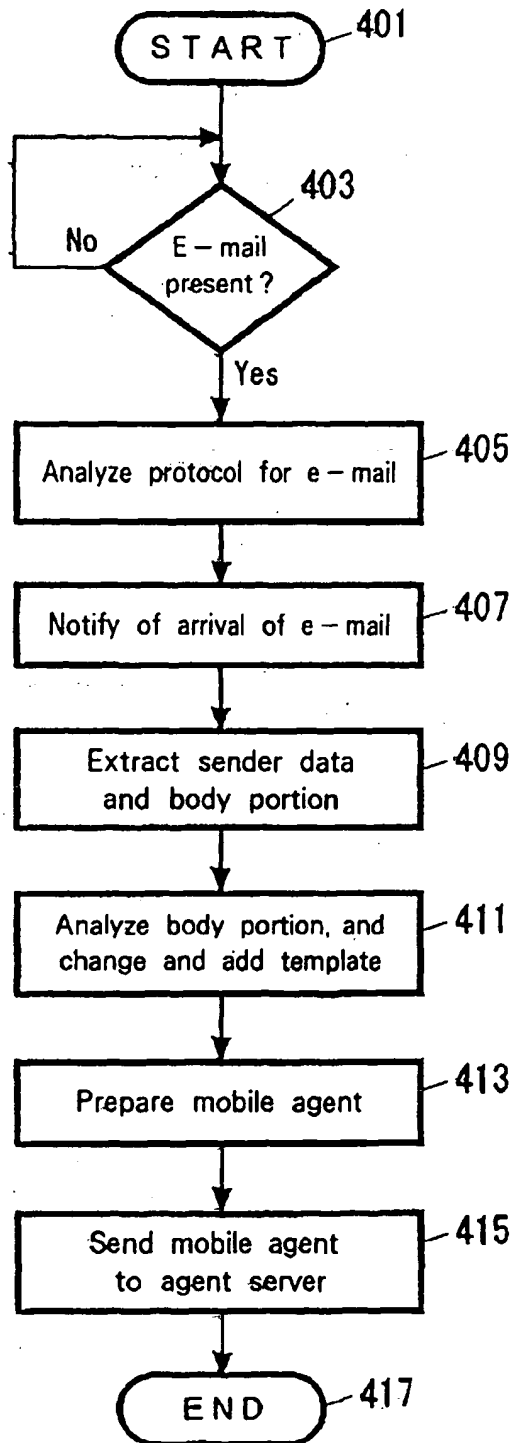 START
401
403
E-mail
present?
No
Yes
Analyze protocol for e-mail
405
Notify of arrival of e-mail
407
Extract sender data
and body portion
409
Analyze body portion, and
change and add template
411
Prepare mobile agent
413
Send mobile agent
to agent server
415
END
417